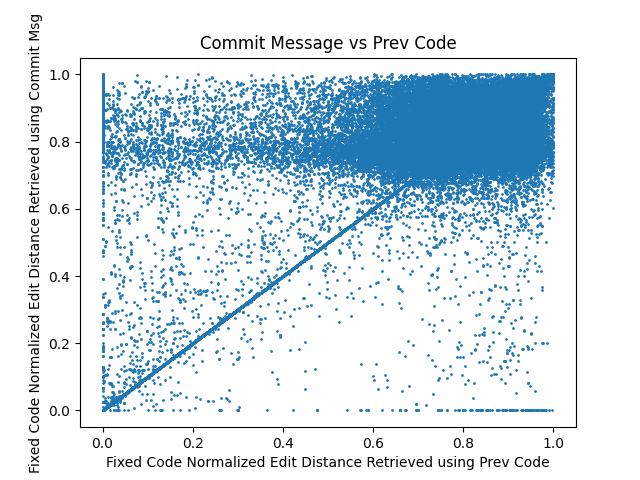 Commit Message vs Prev Code
Fixed Code Normalized Edit Distance Retrieved using Commit Msg
1.0
0.8
0.6
0.4
0.2
0.0
0.0 0.2 0.4 0.6 0.8 1.0
Fixed Code Normalized Edit Distance Retrieved using Prev Code